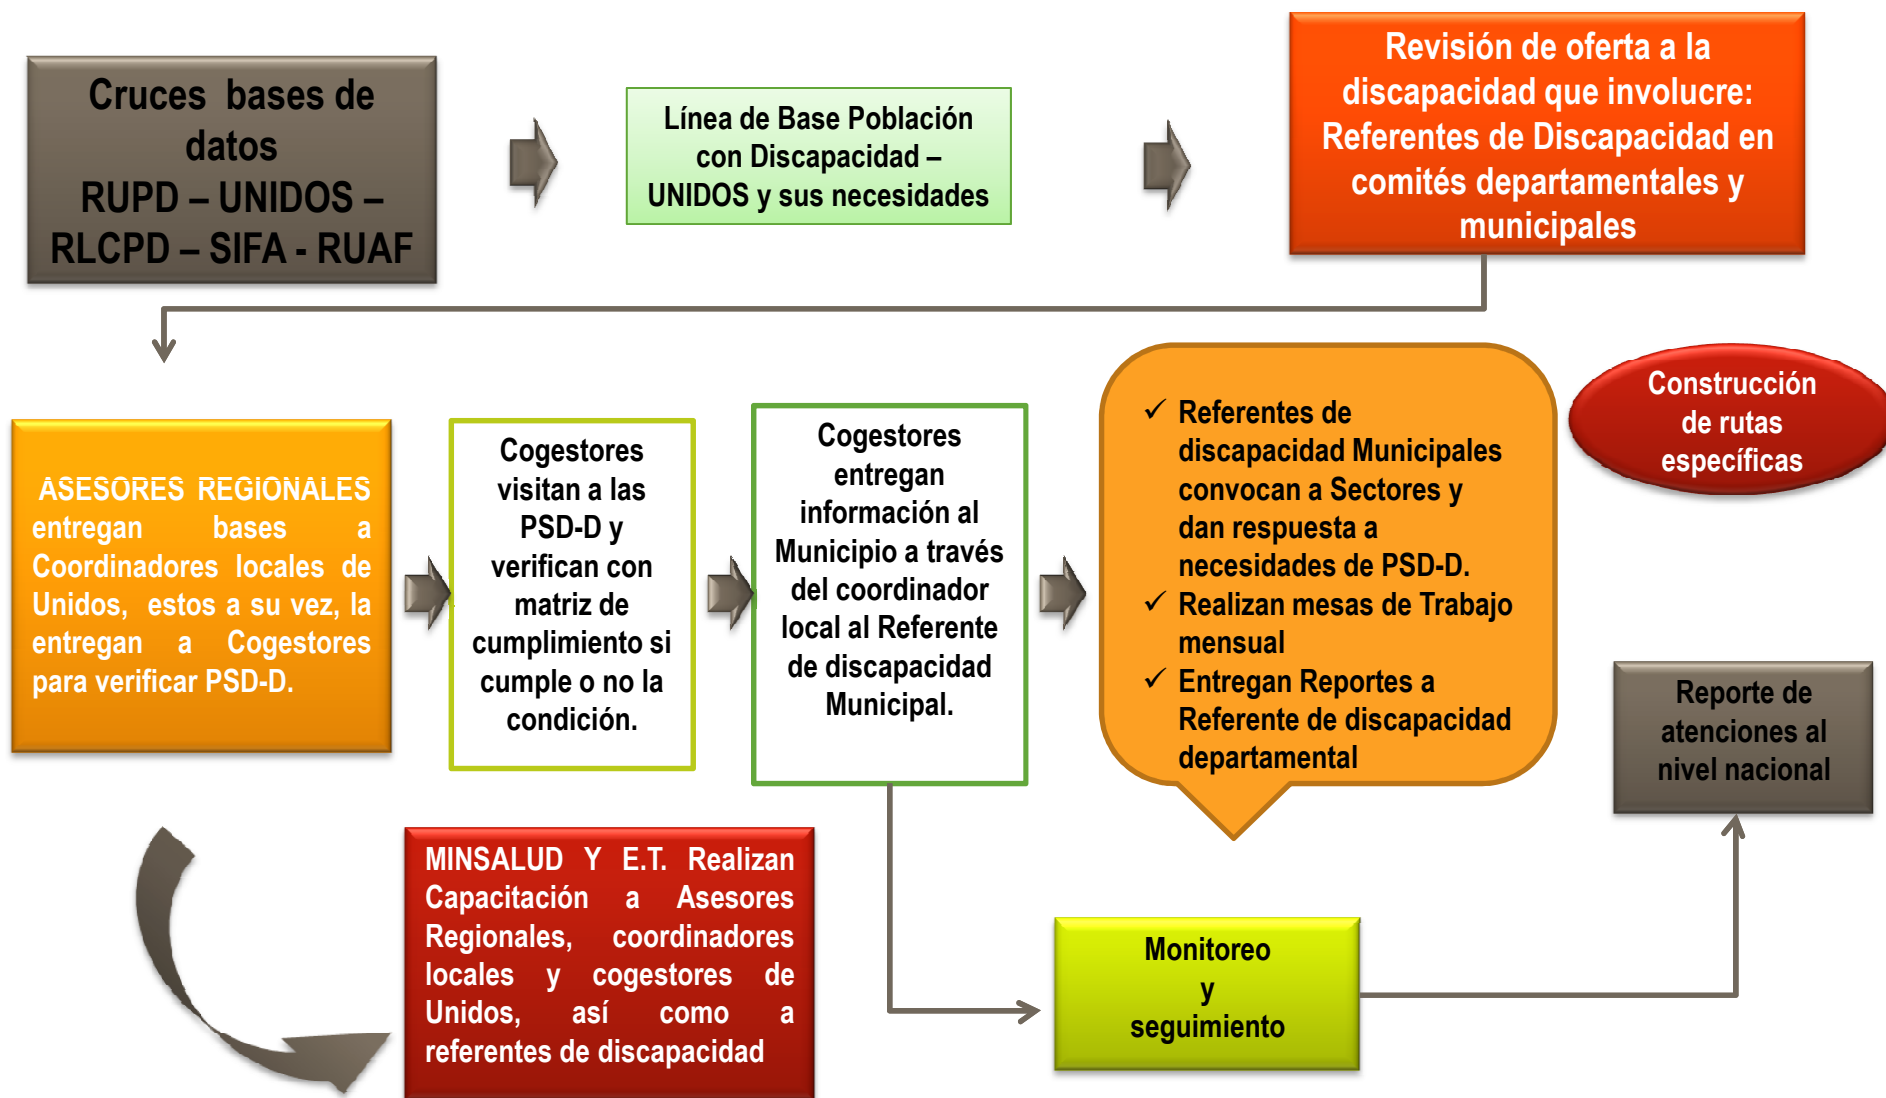 Cruces bases de
datos
RUPD – UNIDOS –
RLCPD – SIFA - RUAF
Línea de Base Población
con Discapacidad –
UNIDOS y sus necesidades
Revisión de oferta a la
discapacidad que involucre:
Referentes de Discapacidad en
comités departamentales y
municipales
ASESORES REGIONALES
entregan bases a
Coordinadores locales de
Unidos, estos a su vez, la
entregan a Cogestores
para verificar PSD-D.
Cogestores
visitan a las
PSD-D y
verifican con
matriz de
cumplimiento si
cumple o no la
condición.
Cogestores
entregan
información al
Municipio a través
del coordinador
local al Referente
de discapacidad
Municipal.
✓ Referentes de
discapacidad Municipales
convocan a Sectores y
dan respuesta a
necesidades de PSD-D.
✓ Realizan mesas de Trabajo
mensual
✓ Entregan Reportes a
Referente de discapacidad
departamental
Construcción
de rutas
específicas
Reporte de
atenciones al
nivel nacional
MINSALUD Y E.T. Realizan
Capacitación a Asesores
Regionales, coordinadores
locales y cogestores de
Unidos, así como a
referentes de discapacidad
Monitoreo
y
seguimiento